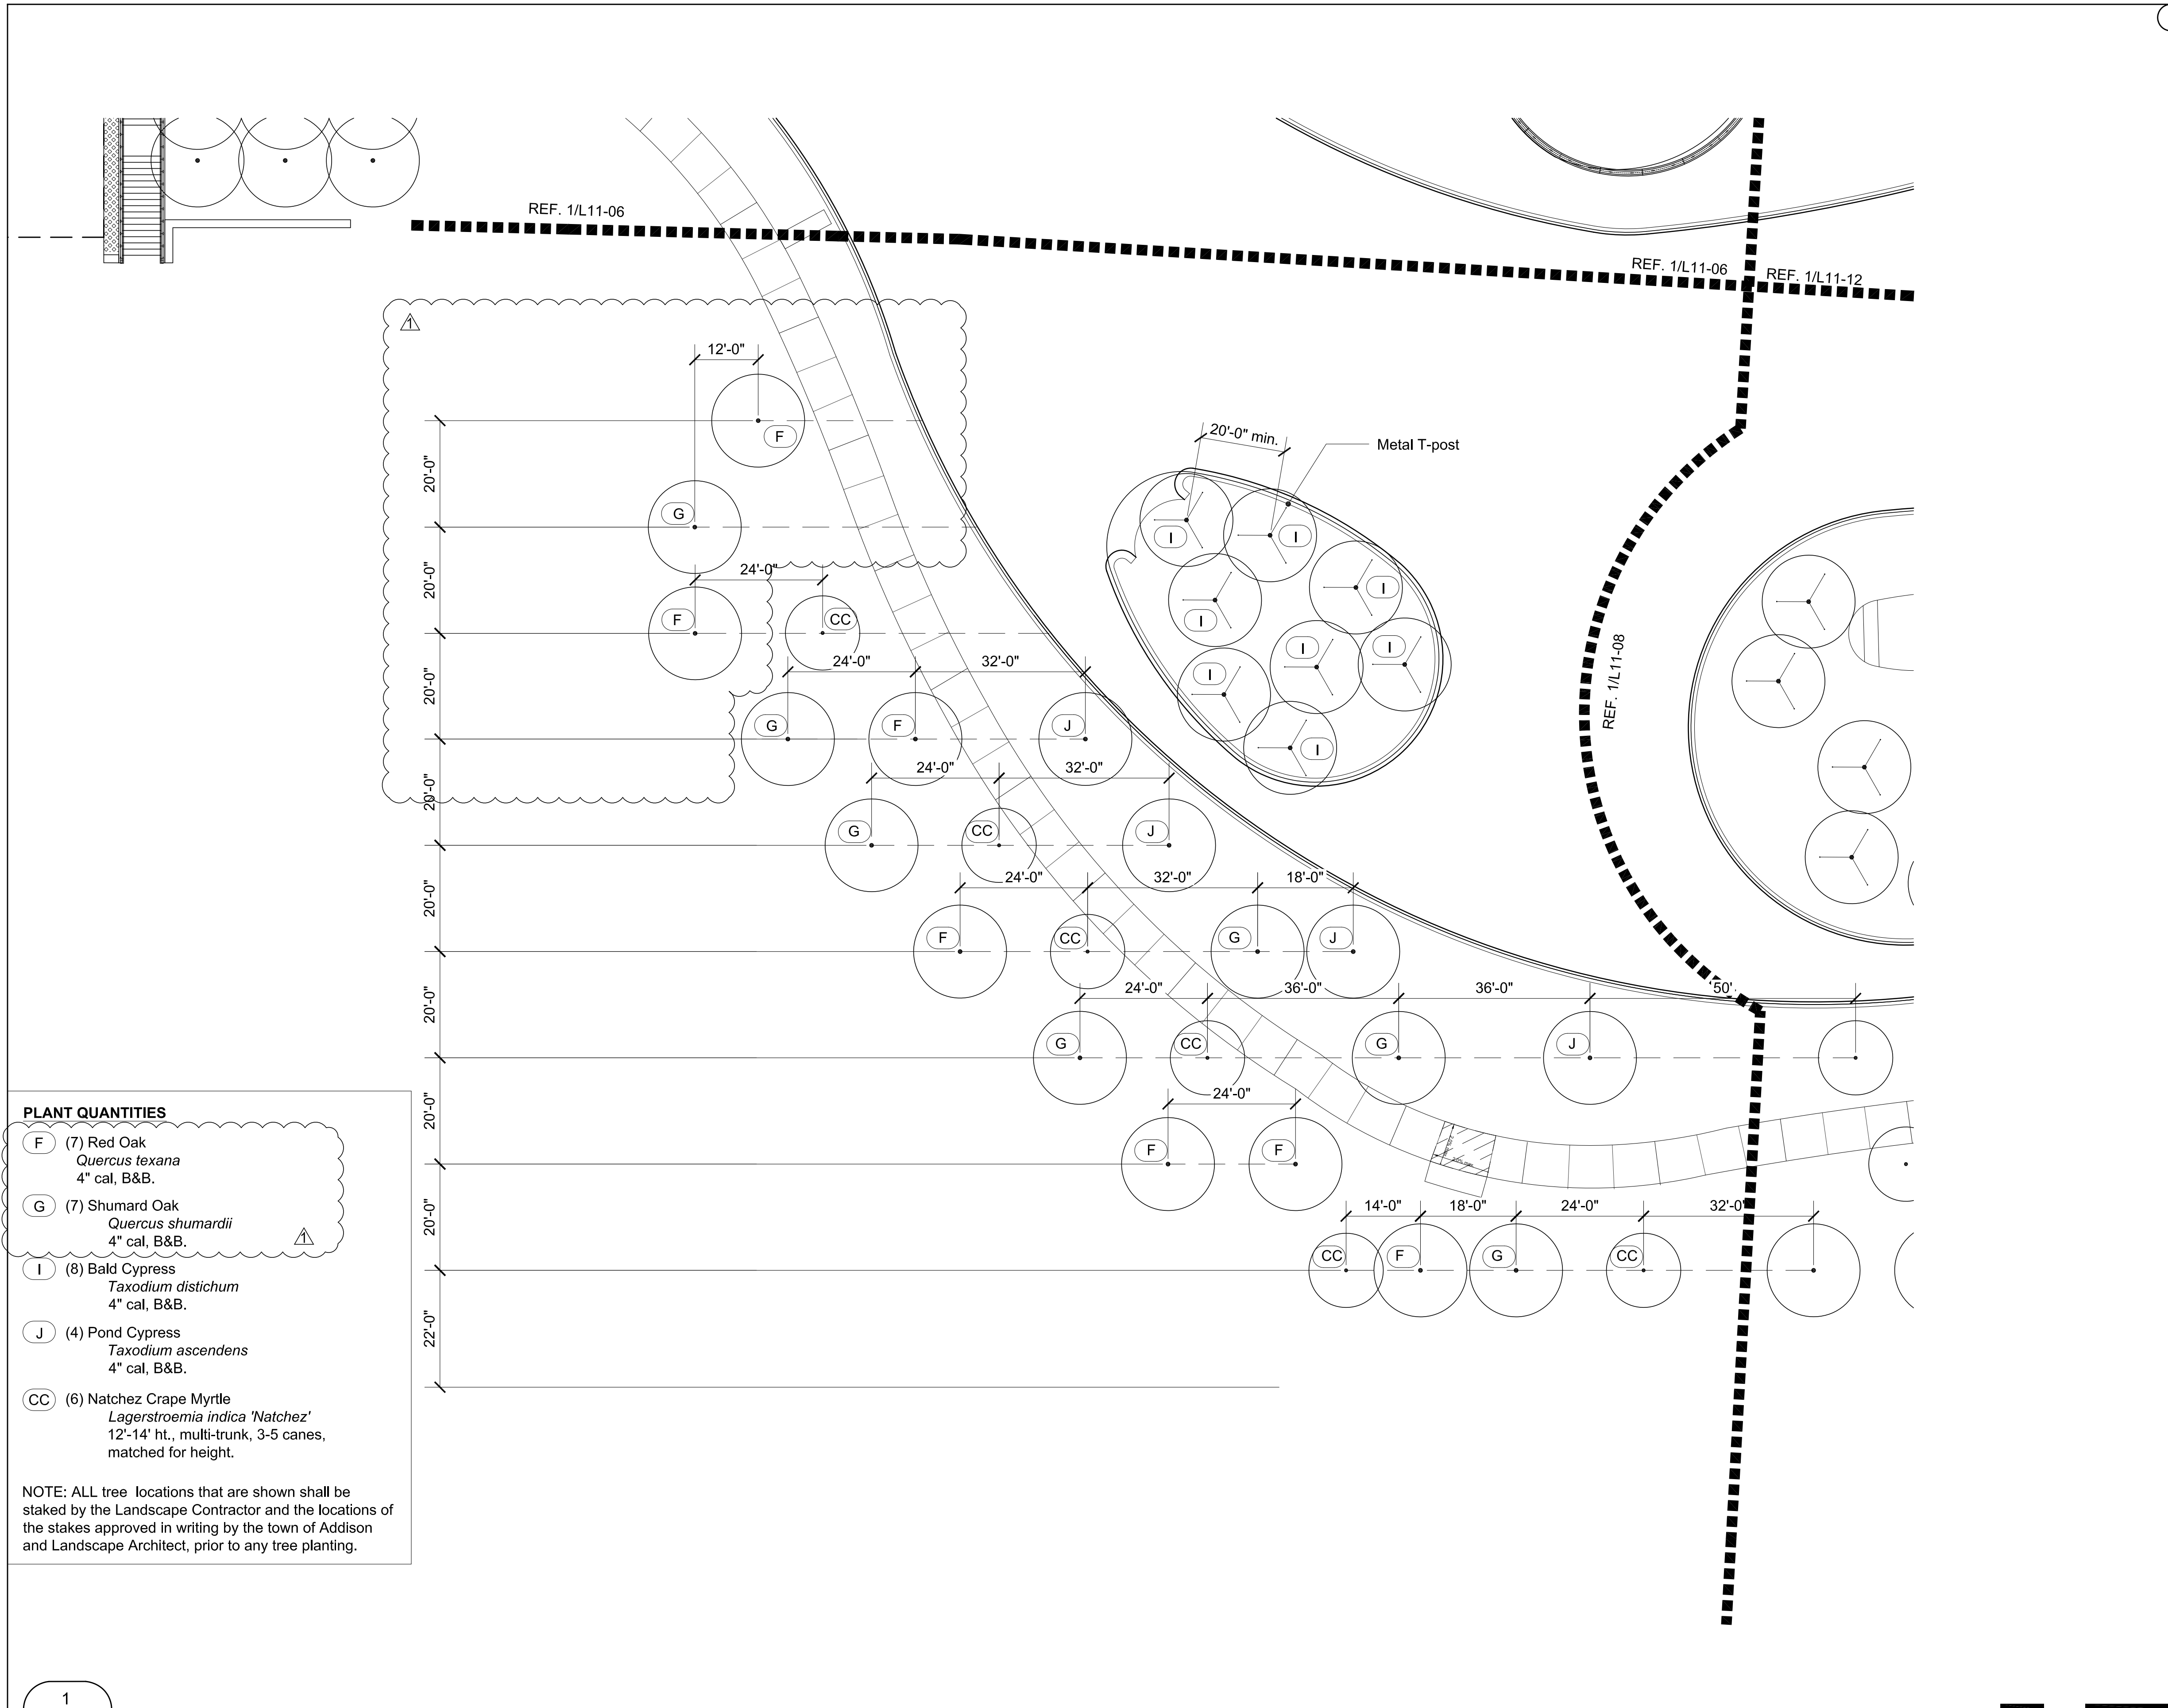 REF. 1/L11-06
REF. 1/L11-06
REF. 1/L11-12
1
12'-0"
F
20'-0"
20'-0" min.
Metal T-post
G
I
I
24'-0"
20'-0"
I
F
CC
I
24'-0"
32'-0"
20'-0"
I
I
I
REF. 1/L11-08
G
F
J
I
24'-0"
32'-0"
20'-0"
G
CC
J
24'-0"
32'-0"
18'-0"
20'-0"
F
CC
G
J
24'-0"
36'-0"
36'-0"
50'
20'-0"
G
CC
G
J
24'-0"
20'-0"
F
F
14'-0"
18'-0"
24'-0"
32'-0"
20'-0"
CC
F
G
CC
22'-0"
PLANT QUANTITIES
F (7) Red Oak
Quercus texana
4" cal, B&B.
G (7) Shumard Oak
Quercus shumardii
4" cal, B&B.
1
I (8) Bald Cypress
Taxodium distichum
4" cal, B&B.
J (4) Pond Cypress
Taxodium ascendens
4" cal, B&B.
CC (6) Natchez Crape Myrtle
Lagerstroemia indica 'Natchez'
12'-14' ht., multi-trunk, 3-5 canes,
matched for height.
NOTE: ALL tree locations that are shown shall be
staked by the Landscape Contractor and the locations of
the stakes approved in writing by the town of Addison
and Landscape Architect, prior to any tree planting.
1